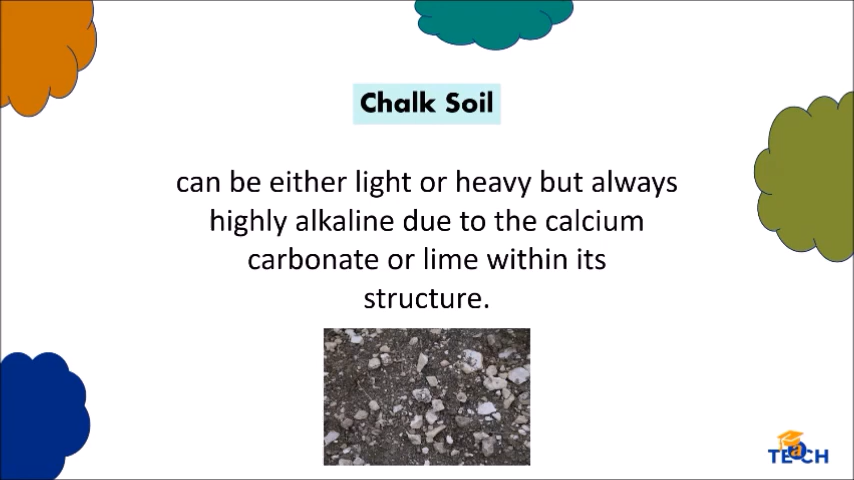 Chalk Soil
can be either light or heavy but always
highly alkaline due to the calcium
carbonate or lime within its
structure.
TEaCH